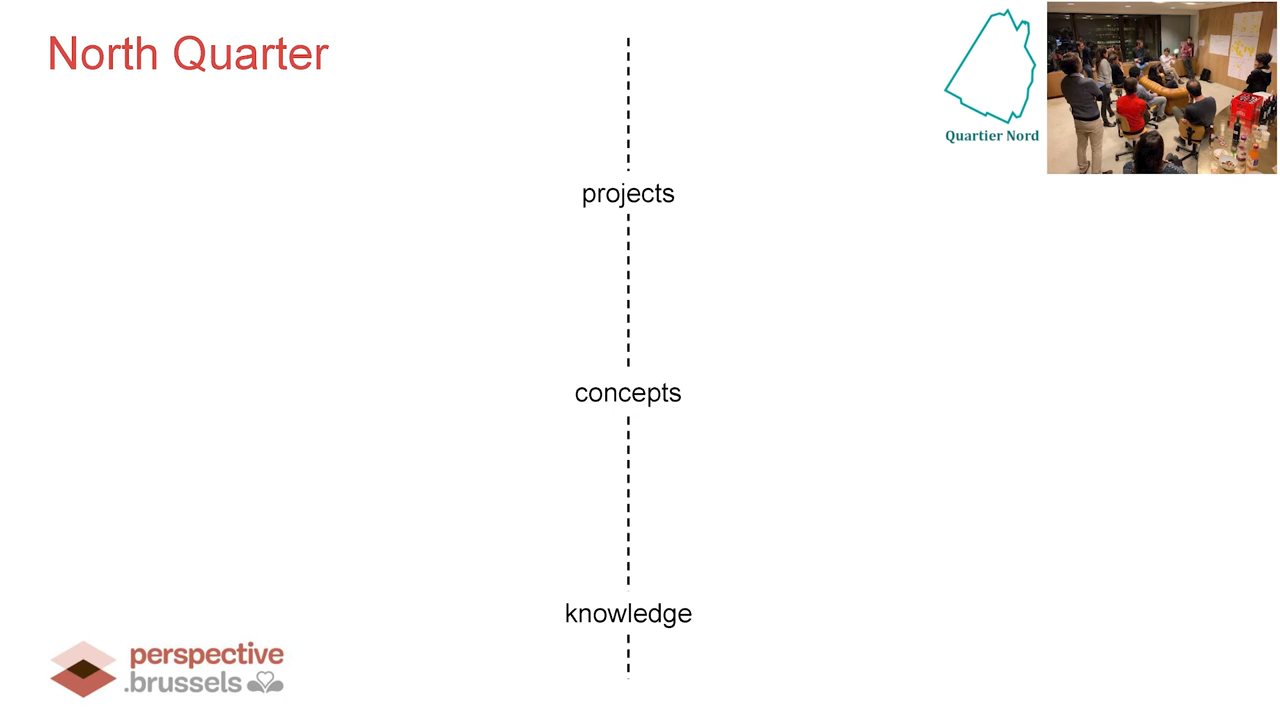 North Quarter
Quartier Nord
projects
concepts
knowledge
perspective
.brussels